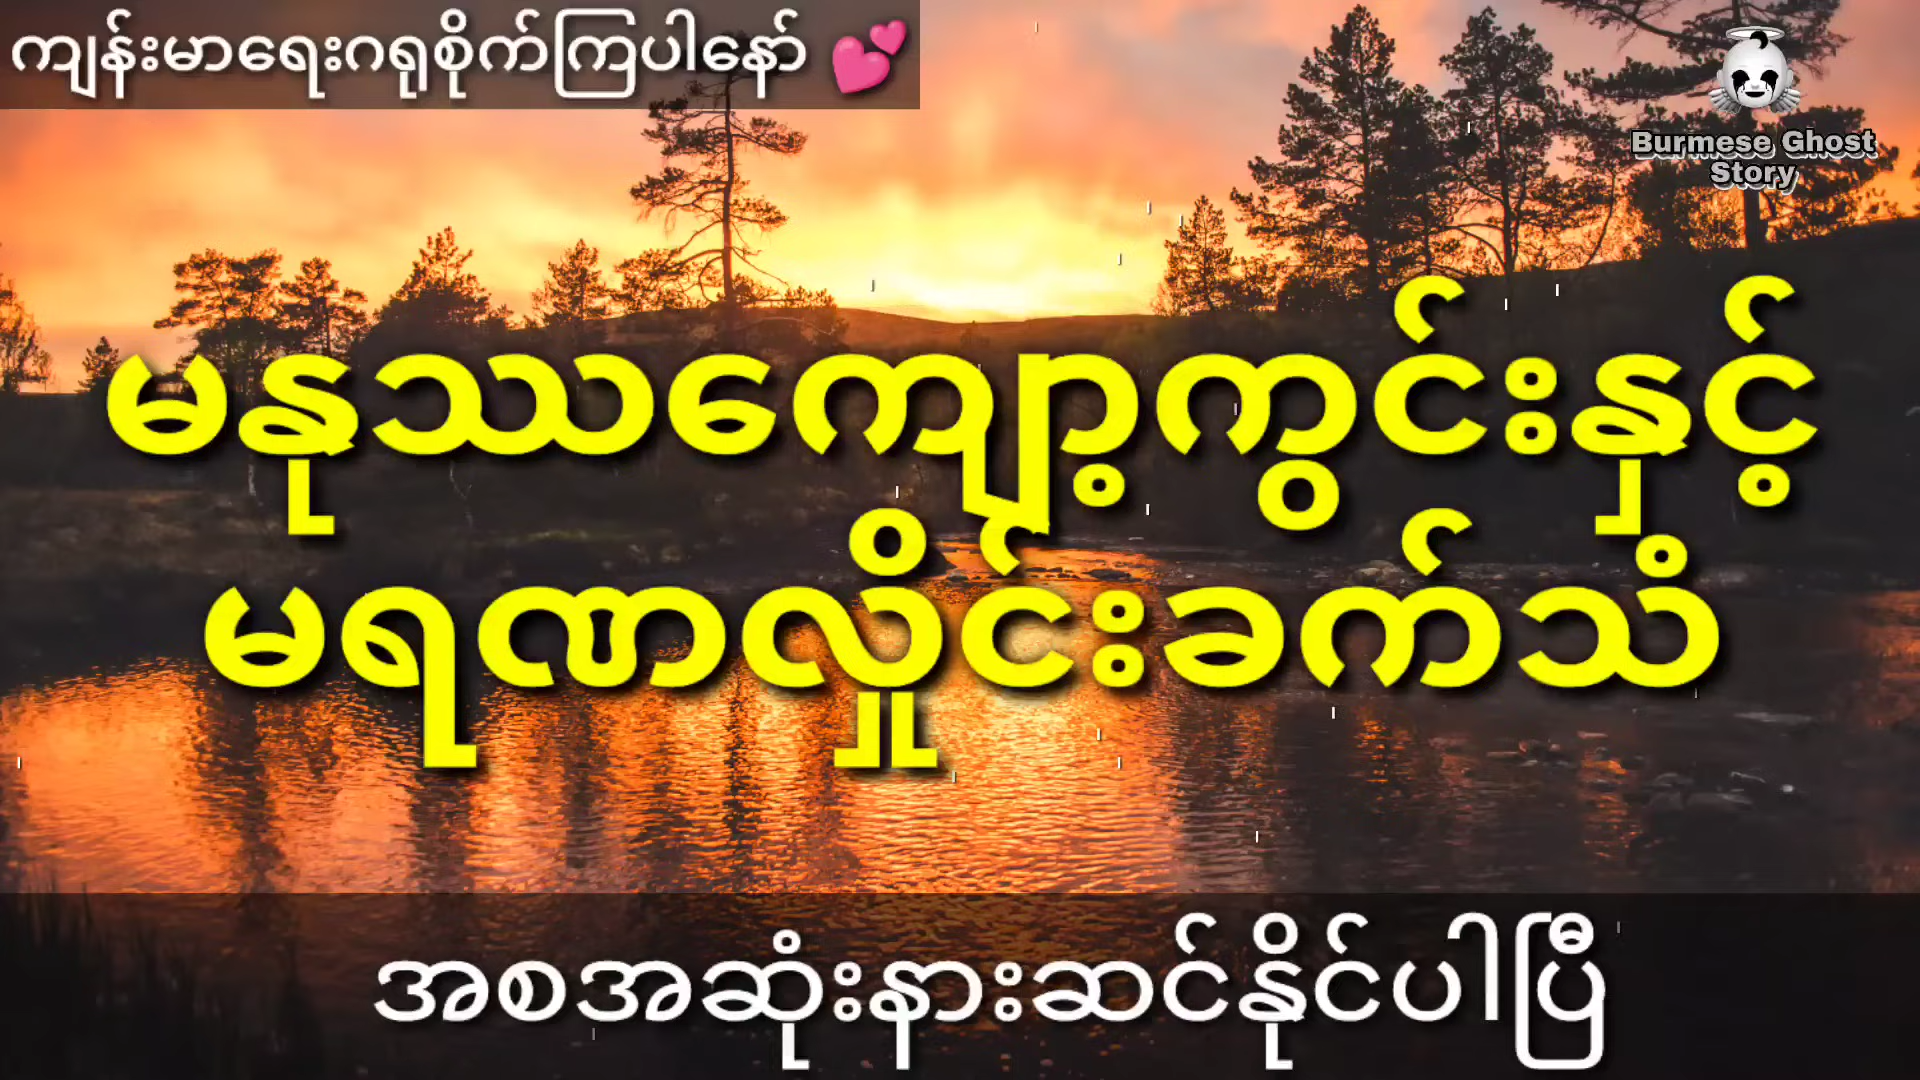 ကျန်းမာရေးဂရုစိုက်ကြပါနော် 💕
Burmese Ghost
Story
မနုဿကျော့ကွင်းနှင့်
မရဏလှိုင်းခက်သံ
အစအဆုံးနားဆင်နိုင်ပါပြီ